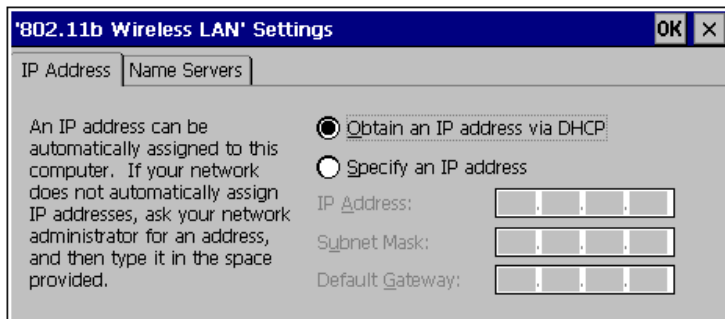 '802.11b Wireless LAN' Settings OK ×
IP Address Name Servers
An IP address can be
automatically assigned to this
computer. If your network
does not automatically assign
IP addresses, ask your network
administrator for an address,
and then type it in the space
provided.
Obtain an IP address via DHCP
Specify an IP address
IP Address:
Subnet Mask:
Default Gateway: